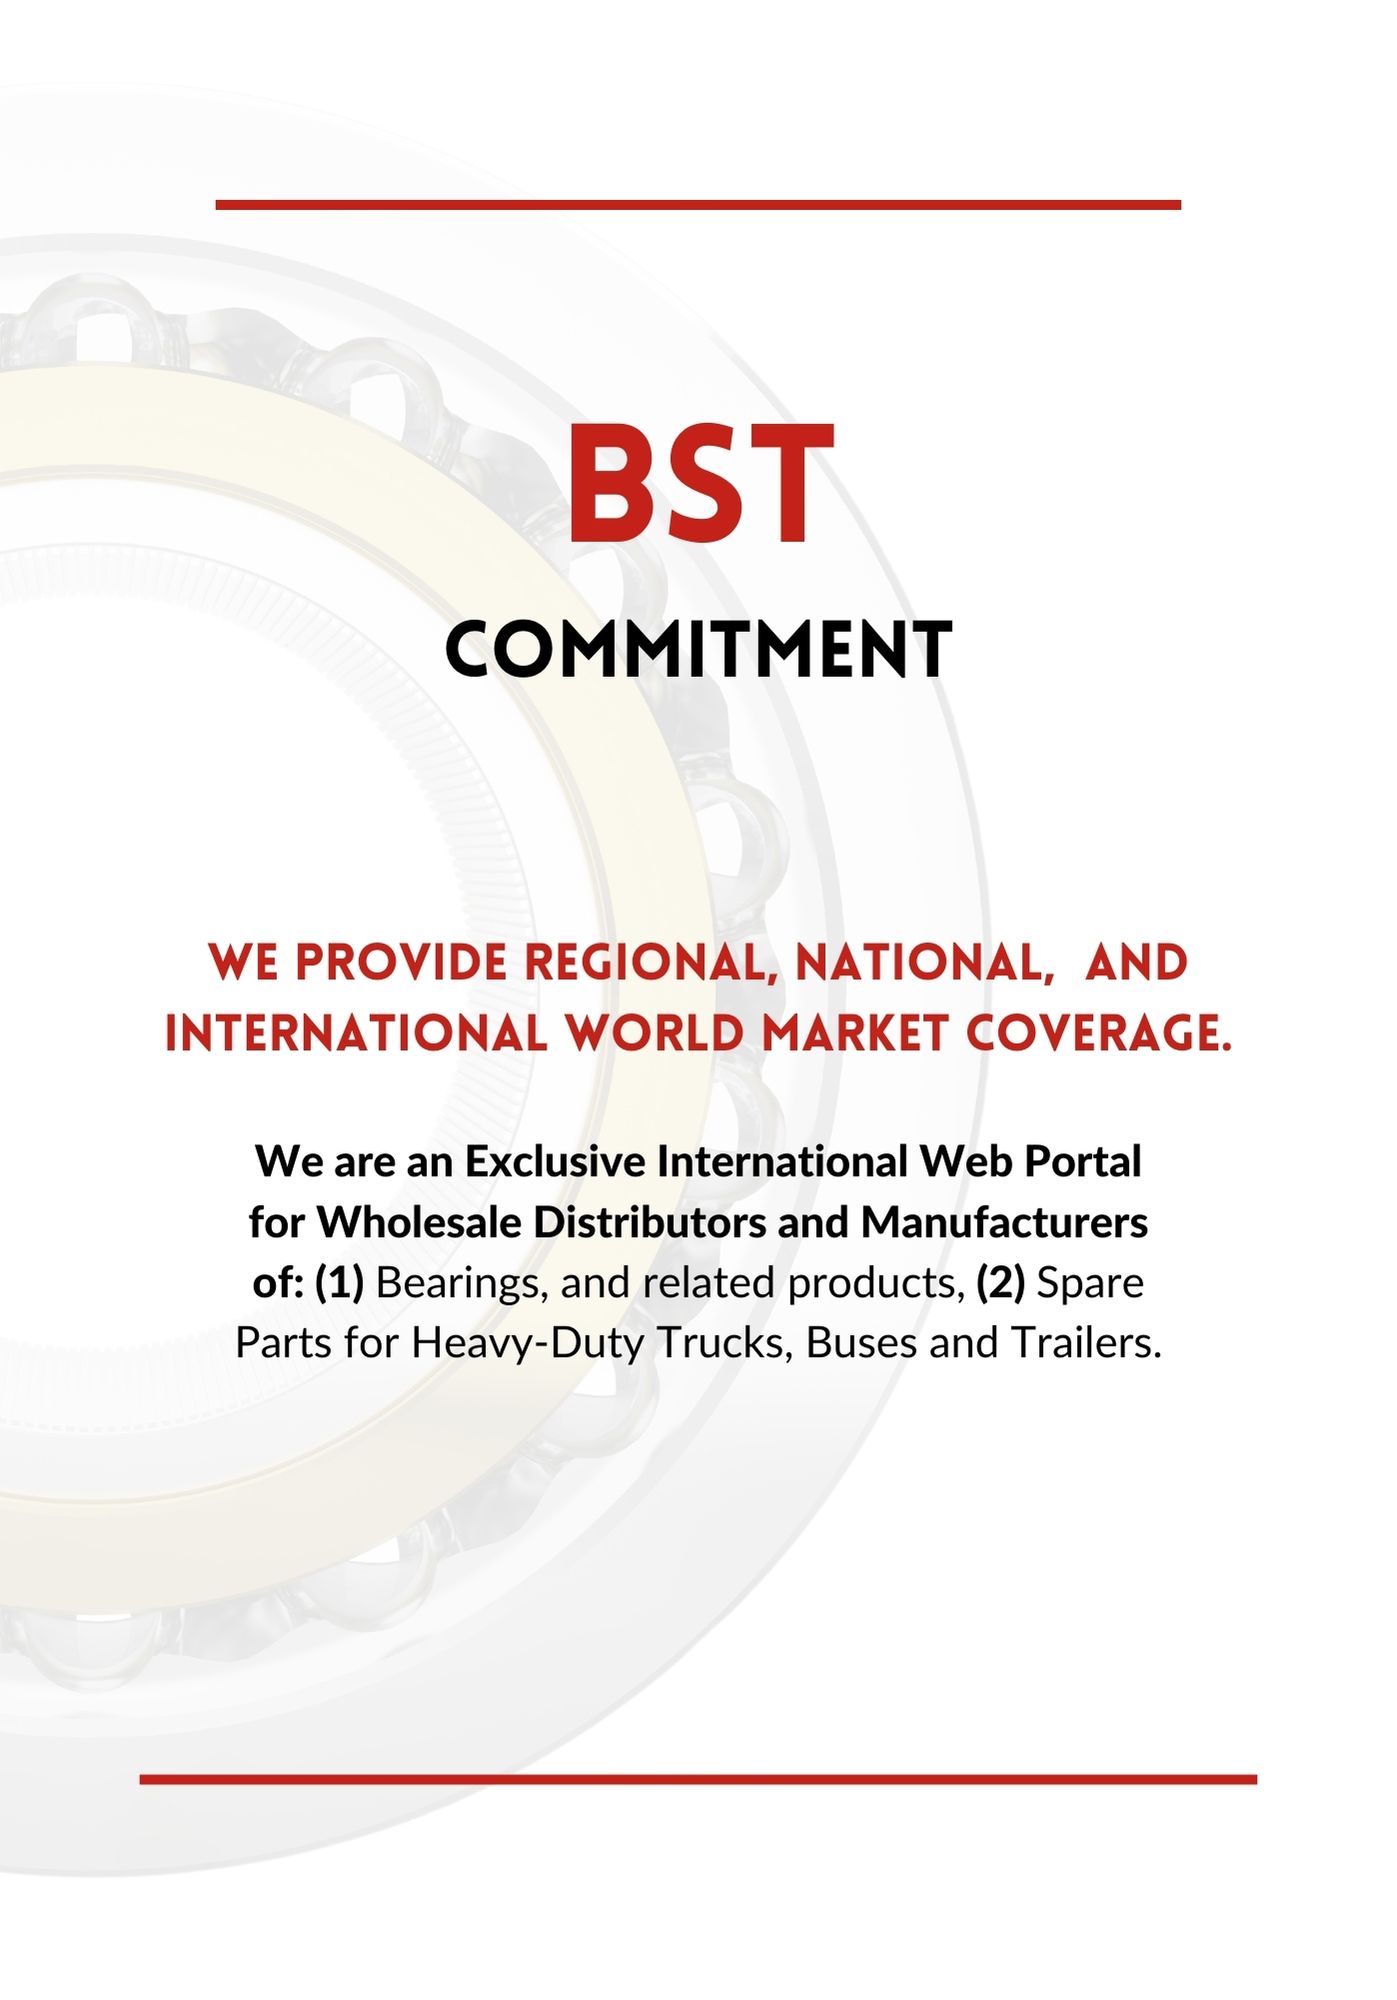 BST
COMMITMENT
WE PROVIDE REGIONAL, NATIONAL, AND
INTERNATIONAL WORLD MARKET COVERAGE.
We are an Exclusive International Web Portal
for Wholesale Distributors and Manufacturers
of: (1) Bearings, and related products, (2) Spare
Parts for Heavy-Duty Trucks, Buses and Trailers.